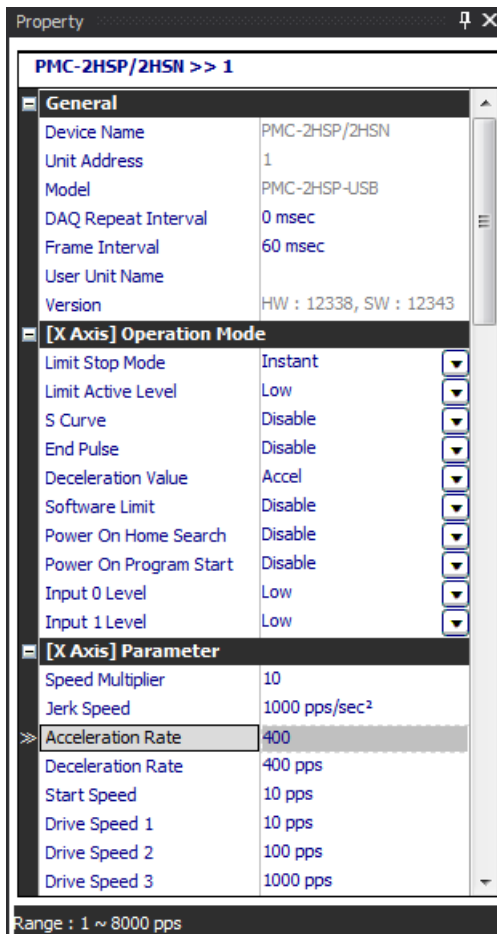 Property
PMC-2HSP/2HSN >> 1
General
Device Name PMC-2HSP/2HSN
Unit Address 1
Model PMC-2HSP-USB
DAQ Repeat Interval 0 msec
Frame Interval 60 msec
User Unit Name
Version HW : 12338, SW : 12343
[X Axis] Operation Mode
Limit Stop Mode Instant
Limit Active Level Low
S Curve Disable
End Pulse Disable
Deceleration Value Accel
Software Limit Disable
Power On Home Search Disable
Power On Program Start Disable
Input 0 Level Low
Input 1 Level Low
[X Axis] Parameter
Speed Multiplier 10
Jerk Speed 1000 pps/sec²
Acceleration Rate 400
Deceleration Rate 400 pps
Start Speed 10 pps
Drive Speed 1 10 pps
Drive Speed 2 100 pps
Drive Speed 3 1000 pps
Range : 1 ~ 8000 pps